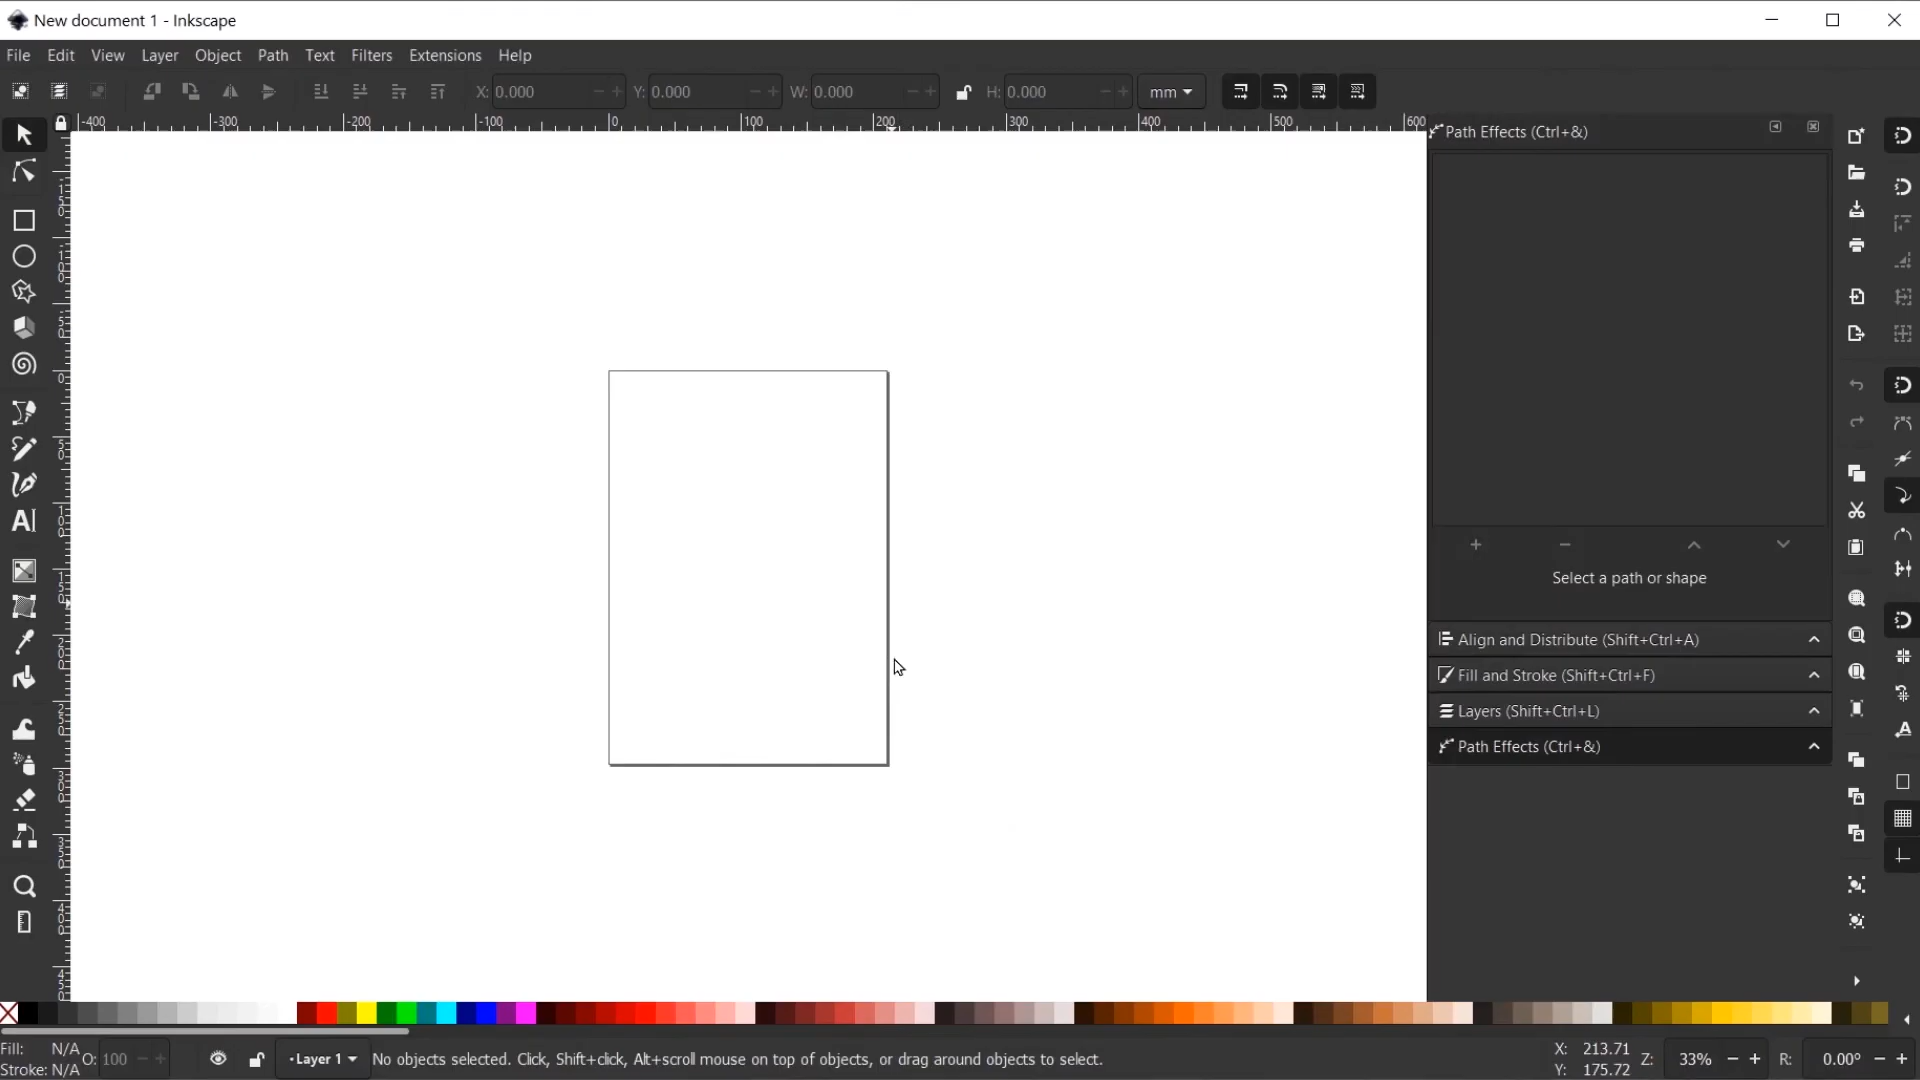 New document 1 - Inkscape
File Edit View Layer Object Path Text Filters Extensions Help
X: 0.000 Y: 0.000 W: 0.000 H: 0.000 mm
-400 -300 -200 -100 0 100 200 300 400 500 600
Path Effects (Ctrl+&)
Select a path or shape
Align and Distribute (Shift+Ctrl+A)
Fill and Stroke (Shift+Ctrl+F)
Layers (Shift+Ctrl+L)
Path Effects (Ctrl+&)
Fill: N/A O: 100 Layer 1 No objects selected. Click, Shift+click, Alt+scroll mouse on top of objects, or drag around objects to select. X: 213.71 Z: 33% R: 0.00°
Stroke: N/A Y: 175.72